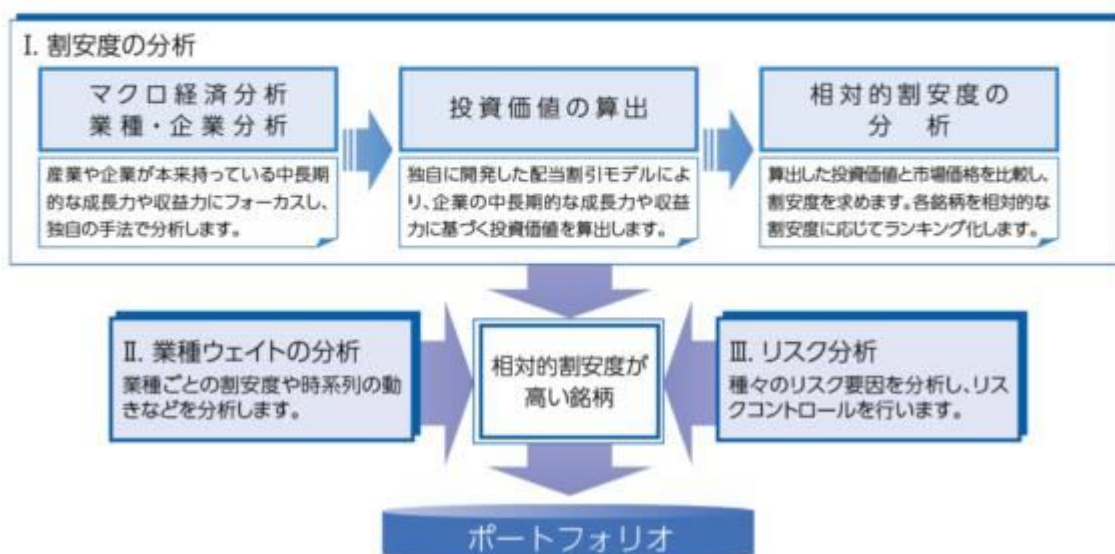 Ⅰ. 割安度の分析
マクロ経済分析
業種・企業分析
産業や企業が本来持っている中長期
的な成長力や収益力にフォーカスし、
独自の手法で分析します。
投資価値の算出
独自に開発した配当割引モデルによ
り、企業の中長期的な成長力や収益
力に基づく投資価値を算出します。
相対的割安度の
分 析
算出した投資価値と市場価格を比較し、
割安度を求めます。各銘柄を相対的な
割安度に応じてランキング化します。
Ⅱ. 業種ウェイトの分析
業種ごとの割安度や時系列の動
きなどを分析します。
相対的割安度が
高い銘柄
Ⅲ. リスク分析
種々のリスク要因を分析し、リス
クコントロールを行います。
ポートフォリオ